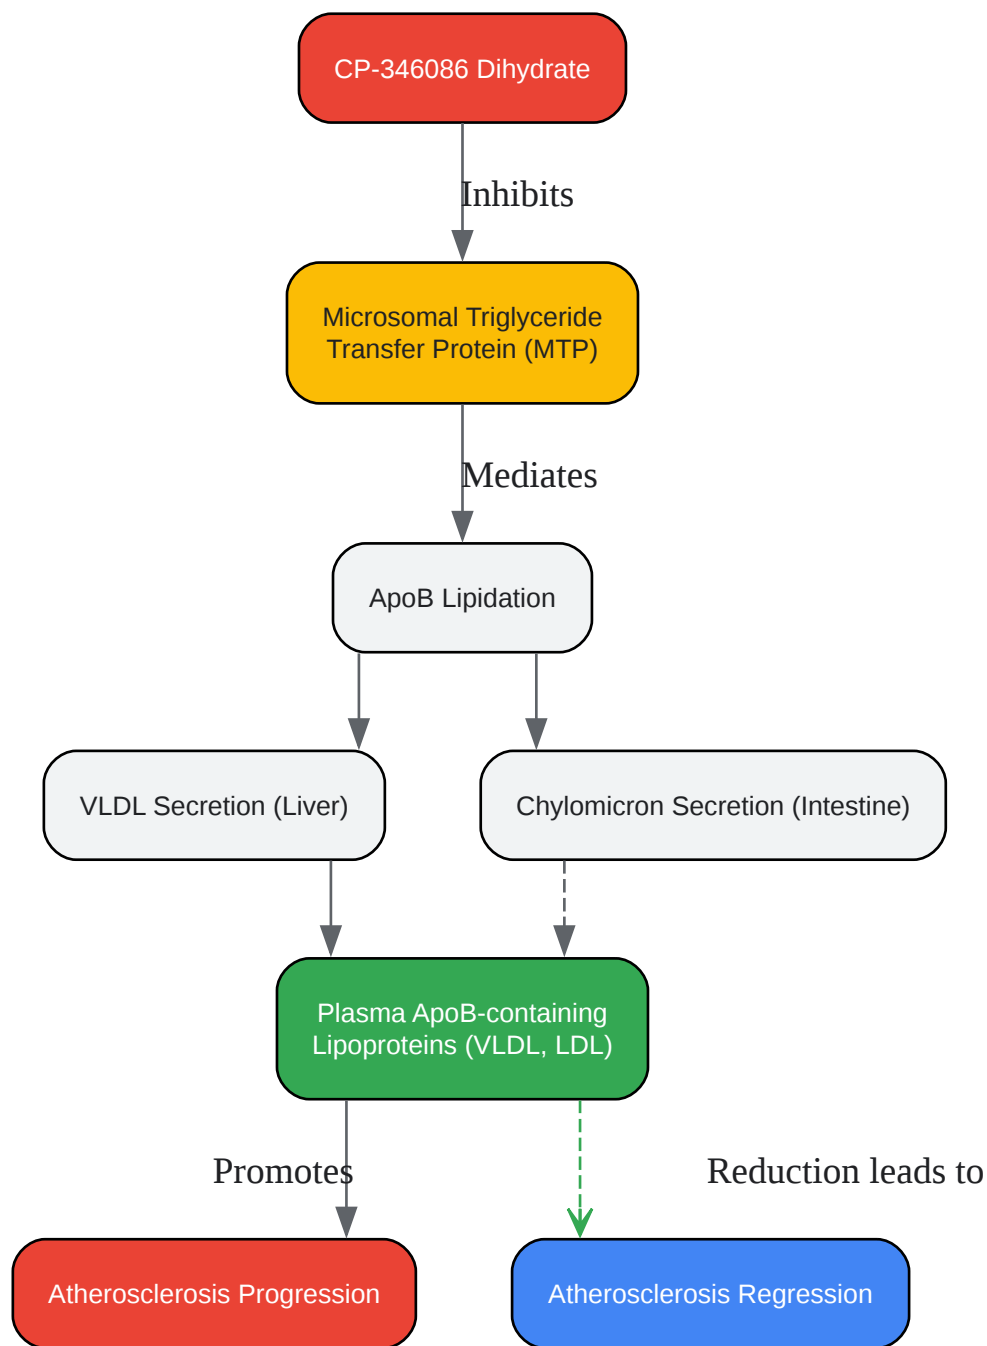 CP-346086 Dihydrate
Inhibits
Microsomal Triglyceride
Transfer Protein (MTP)
Mediates
ApoB Lipidation
VLDL Secretion (Liver)
Chylomicron Secretion (Intestine)
Plasma ApoB-containing
Lipoproteins (VLDL, LDL)
Promotes
Reduction leads to
Atherosclerosis Progression
Atherosclerosis Regression